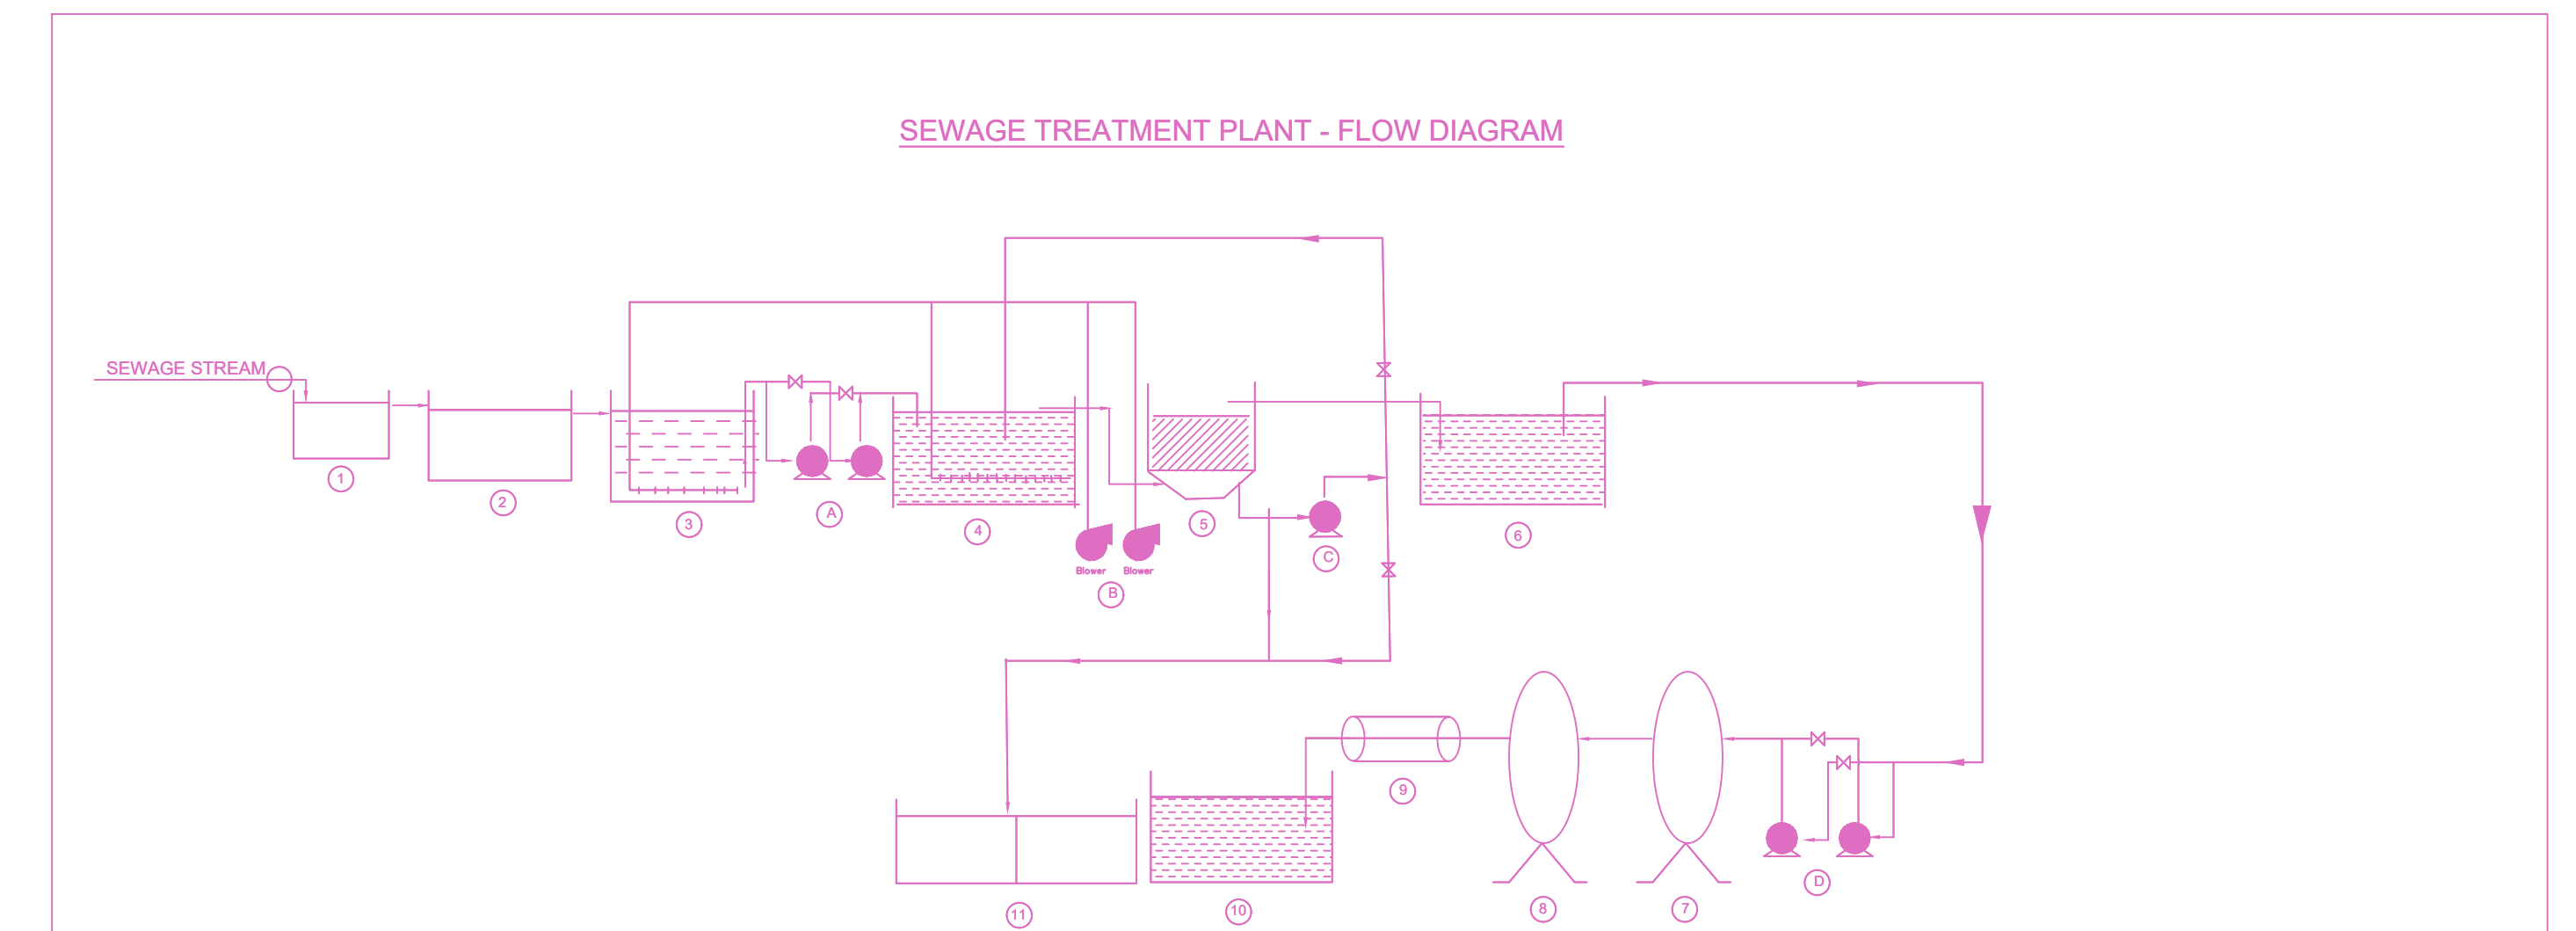 SEWAGE TREATMENT PLANT - FLOW DIAGRAM
SEWAGE STREAM
1
2
3
A
4
Blower
Blower
B
5
C
6
11
10
9
8
7
D